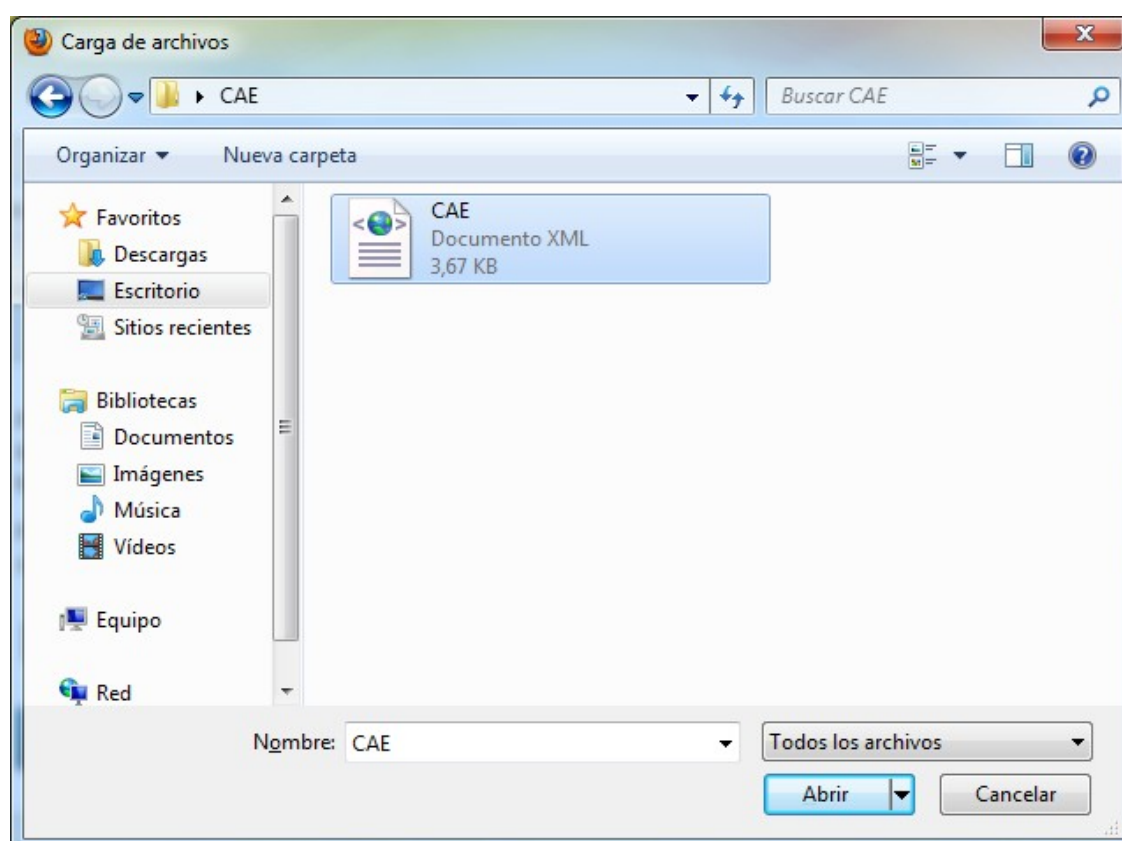 Carga de archivos
CAE
Buscar CAE
Organizar
Nueva carpeta
Favoritos
Descargas
Escritorio
Sitios recientes
Bibliotecas
Documentos
Imágenes
Música
Vídeos
Equipo
Red
CAE
Documento XML
3,67 KB
Nombre: CAE
Todos los archivos
Abrir
Cancelar